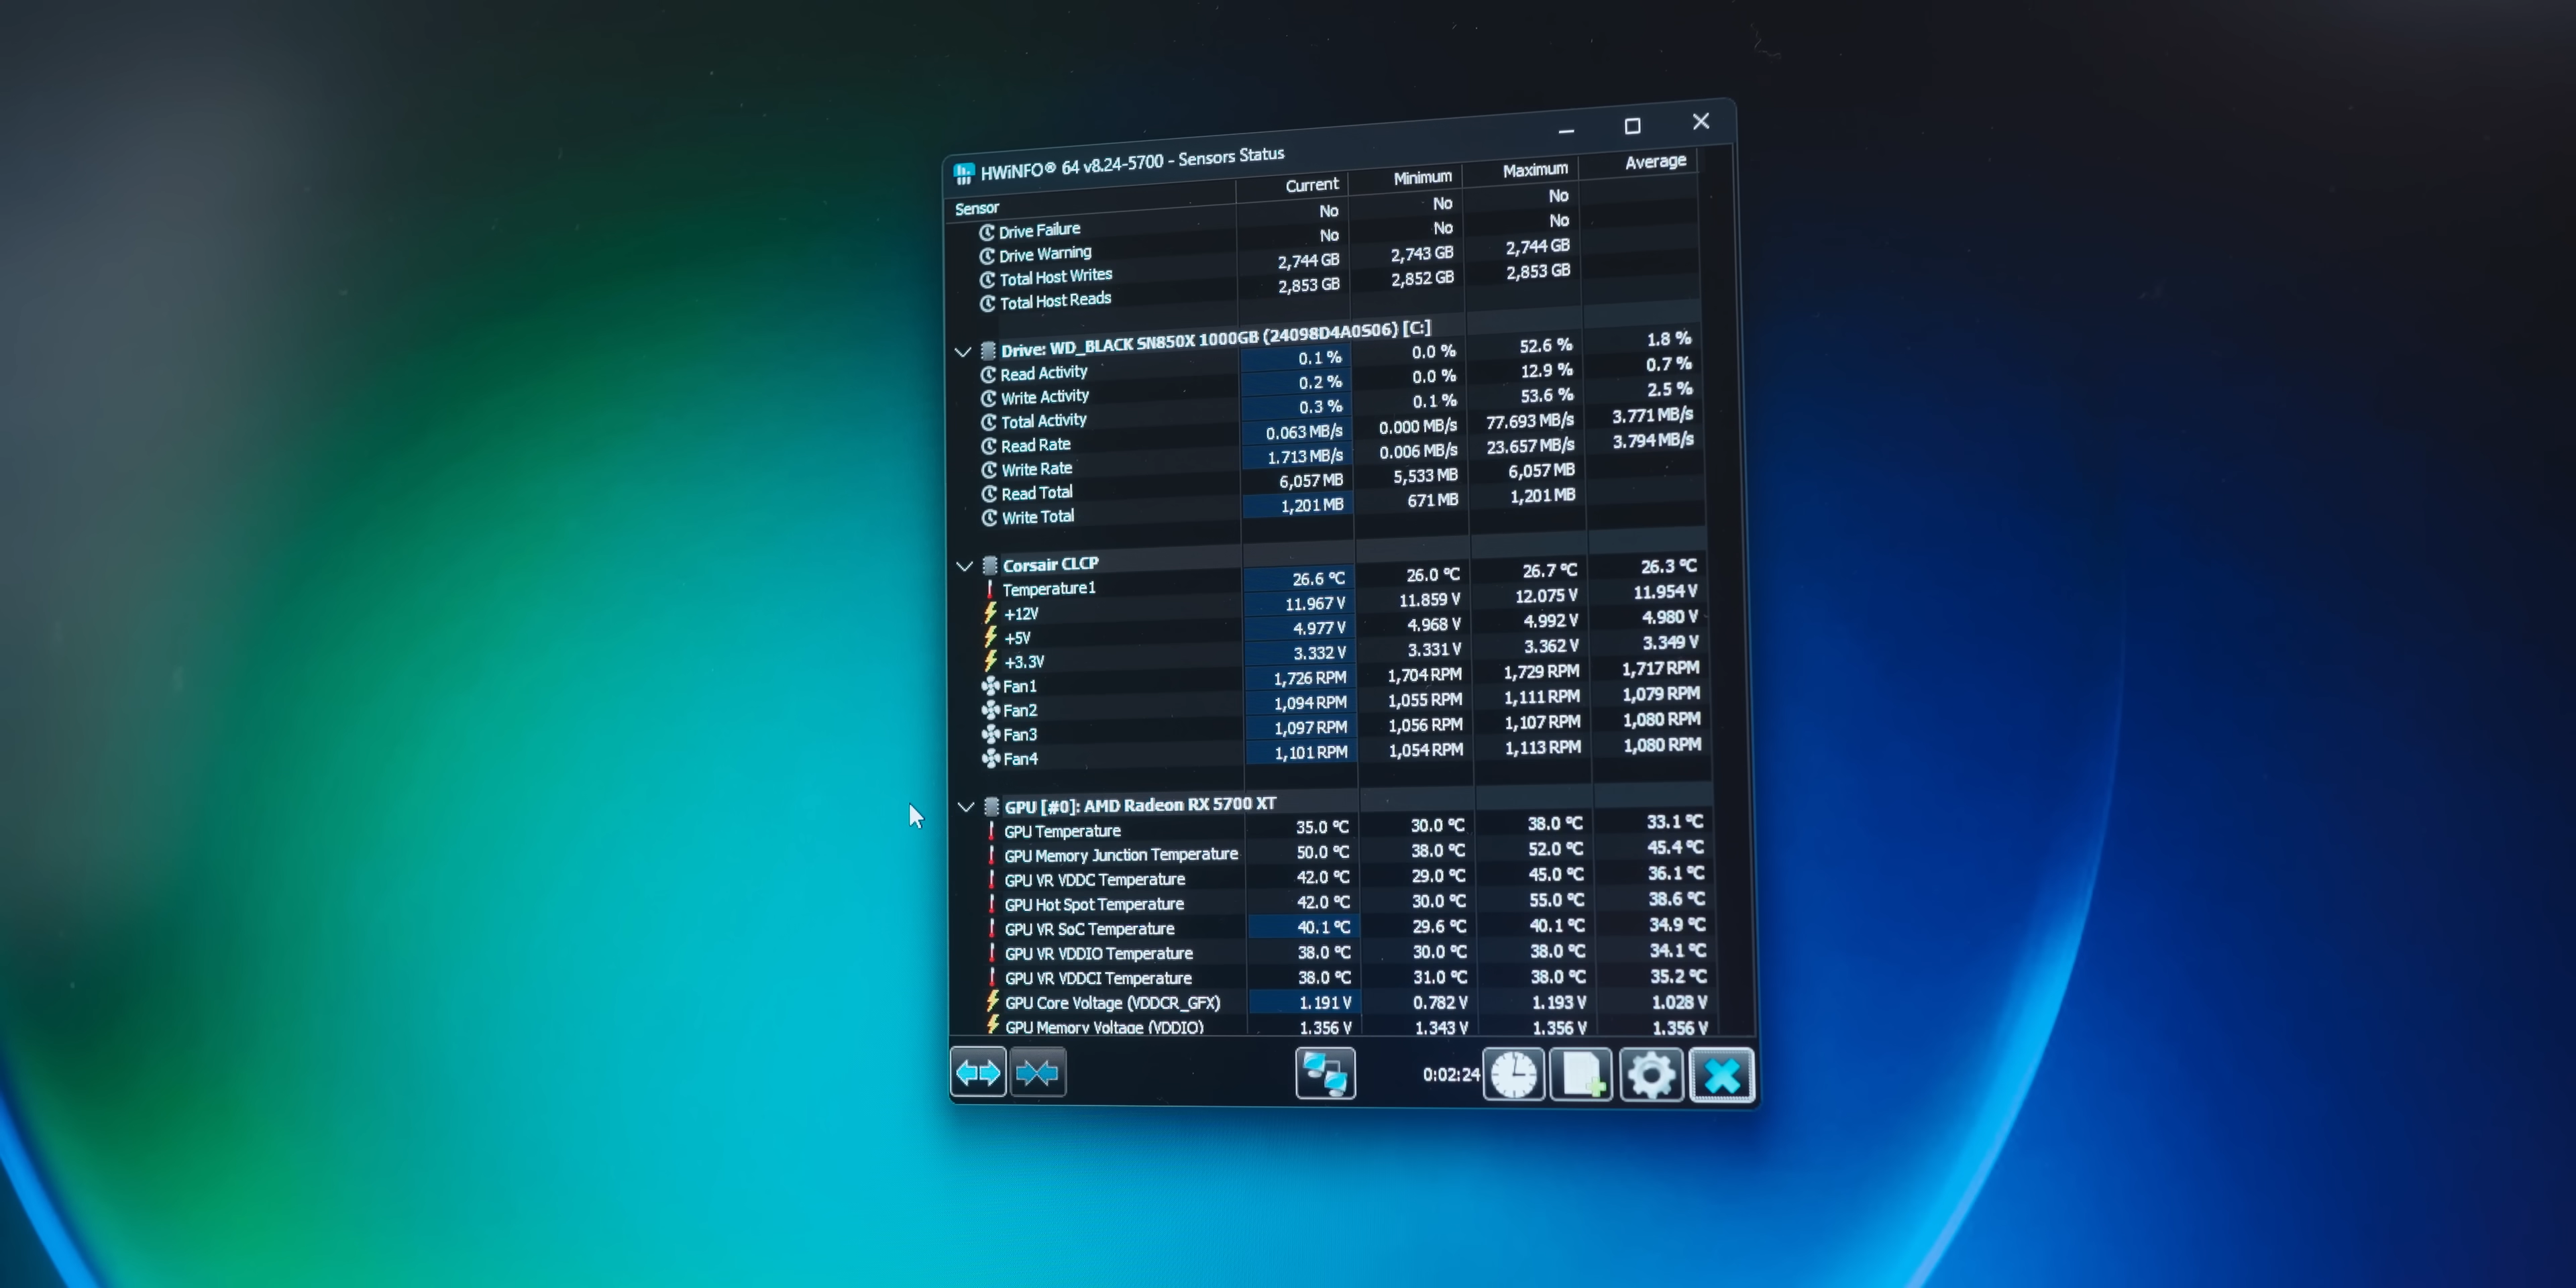 HWiNFO® 64 v8.24-5700 - Sensors Status
Sensor Current Minimum Maximum Average
Drive Failure No No No
Drive Warning No No No
Total Host Writes 2,744 GB 2,743 GB 2,744 GB
Total Host Reads 2,853 GB 2,852 GB 2,853 GB
Drive: WD_BLACK SN850X 1000GB (24098D4A0S06) [C:]
Read Activity 0.1 % 0.0 % 52.6 % 1.8 %
Write Activity 0.2 % 0.0 % 12.9 % 0.7 %
Total Activity 0.3 % 0.1 % 53.6 % 2.5 %
Read Rate 0.063 MB/s 0.000 MB/s 77.693 MB/s 3.771 MB/s
Write Rate 1.713 MB/s 0.006 MB/s 23.657 MB/s 3.794 MB/s
Read Total 6,057 MB 5,533 MB 6,057 MB
Write Total 1,201 MB 671 MB 1,201 MB
Corsair CLCP
Temperature1 26.6 °C 26.0 °C 26.7 °C 26.3 °C
+12V 11.967 V 11.859 V 12.075 V 11.954 V
+5V 4.977 V 4.968 V 4.992 V 4.980 V
+3.3V 3.332 V 3.331 V 3.362 V 3.349 V
Fan1 1,726 RPM 1,704 RPM 1,729 RPM 1,717 RPM
Fan2 1,094 RPM 1,055 RPM 1,111 RPM 1,079 RPM
Fan3 1,097 RPM 1,056 RPM 1,107 RPM 1,080 RPM
Fan4 1,101 RPM 1,054 RPM 1,113 RPM 1,080 RPM
GPU [#0]: AMD Radeon RX 5700 XT
GPU Temperature 35.0 °C 30.0 °C 38.0 °C 33.1 °C
GPU Memory Junction Temperature 50.0 °C 38.0 °C 52.0 °C 45.4 °C
GPU VR VDDC Temperature 42.0 °C 29.0 °C 45.0 °C 36.1 °C
GPU Hot Spot Temperature 42.0 °C 30.0 °C 55.0 °C 38.6 °C
GPU VR SoC Temperature 40.1 °C 29.6 °C 40.1 °C 34.9 °C
GPU VR VDDIO Temperature 38.0 °C 30.0 °C 38.0 °C 34.1 °C
GPU VR VDDCI Temperature 38.0 °C 31.0 °C 38.0 °C 35.2 °C
GPU Core Voltage (VDDCR_GFX) 1.191 V 0.782 V 1.193 V 1.028 V
GPU Memory Voltage (VDDIO) 1.356 V 1.343 V 1.356 V 1.356 V
0:02:24